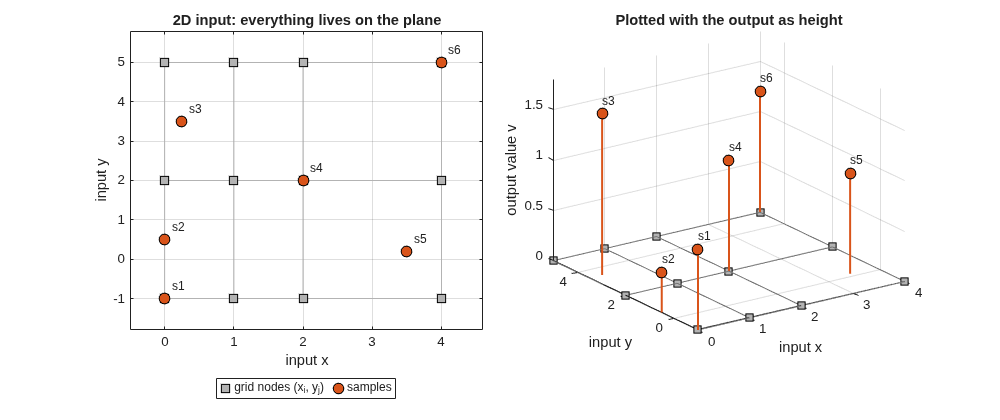 2D input: everything lives on the plane
5
4
3
2
1
0
-1
0
1
2
3
4
input y
input x
s6
s3
s4
s2
s5
s1
grid nodes (xi, yj)
samples
Plotted with the output as height
1.5
1
0.5
0
output value v
4
2
0
input y
0
1
2
3
4
input x
s3
s6
s4
s5
s1
s2